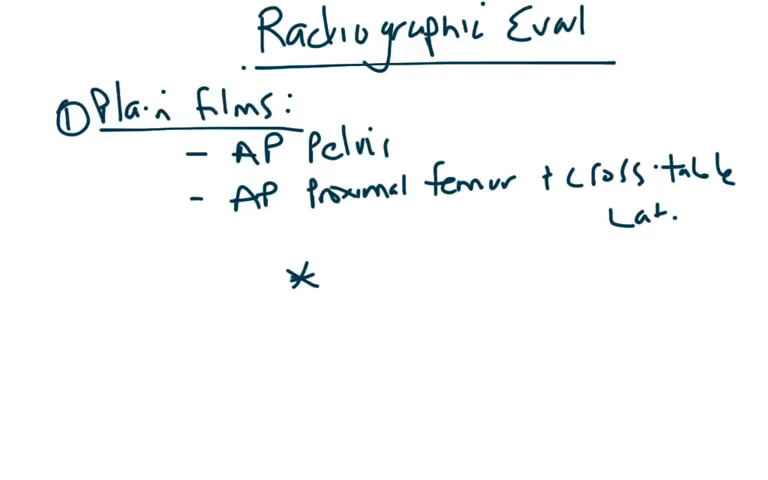 Radiographic Eval
① Plain films:
- AP Pelvis
- AP Proximal femur + cross-table
Lat.
*